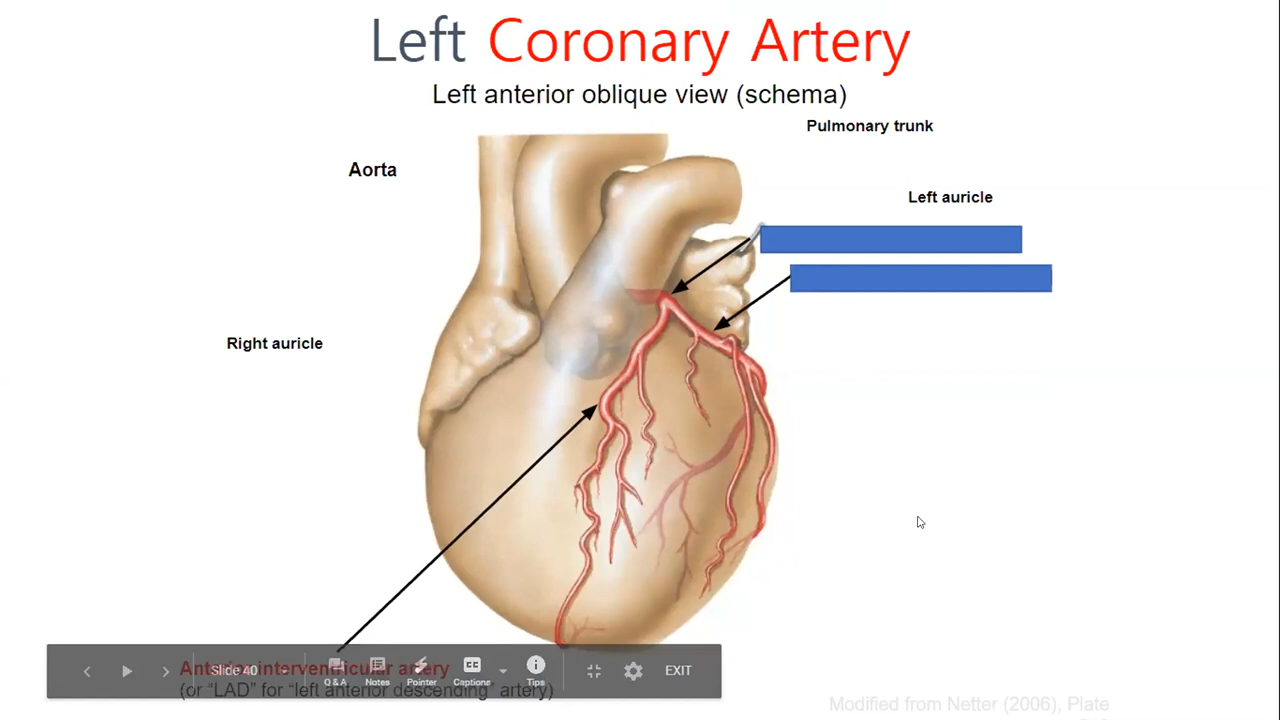 Left Coronary Artery
Left anterior oblique view (schema)
Pulmonary trunk
Aorta
Left auricle
Right auricle
Anterior interventricular artery
(or “LAD” for “left anterior descending” artery)
Slide 40
Q & A
Notes
Pointer
Captions
Tips
EXIT
Modified from Netter (2006), Plate